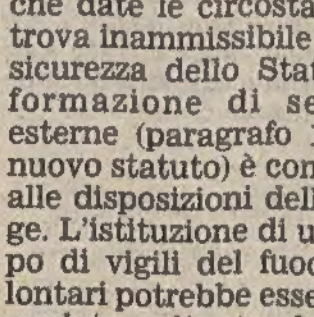 che date le circosta
trova inammissibile
sicurezza dello Stat
formazione di se
esterne (paragrafo
nuovo statuto) è con
alle disposizioni dell
ge. L'istituzione di u
po di vigili del fuoc
lontari potrebbe esse